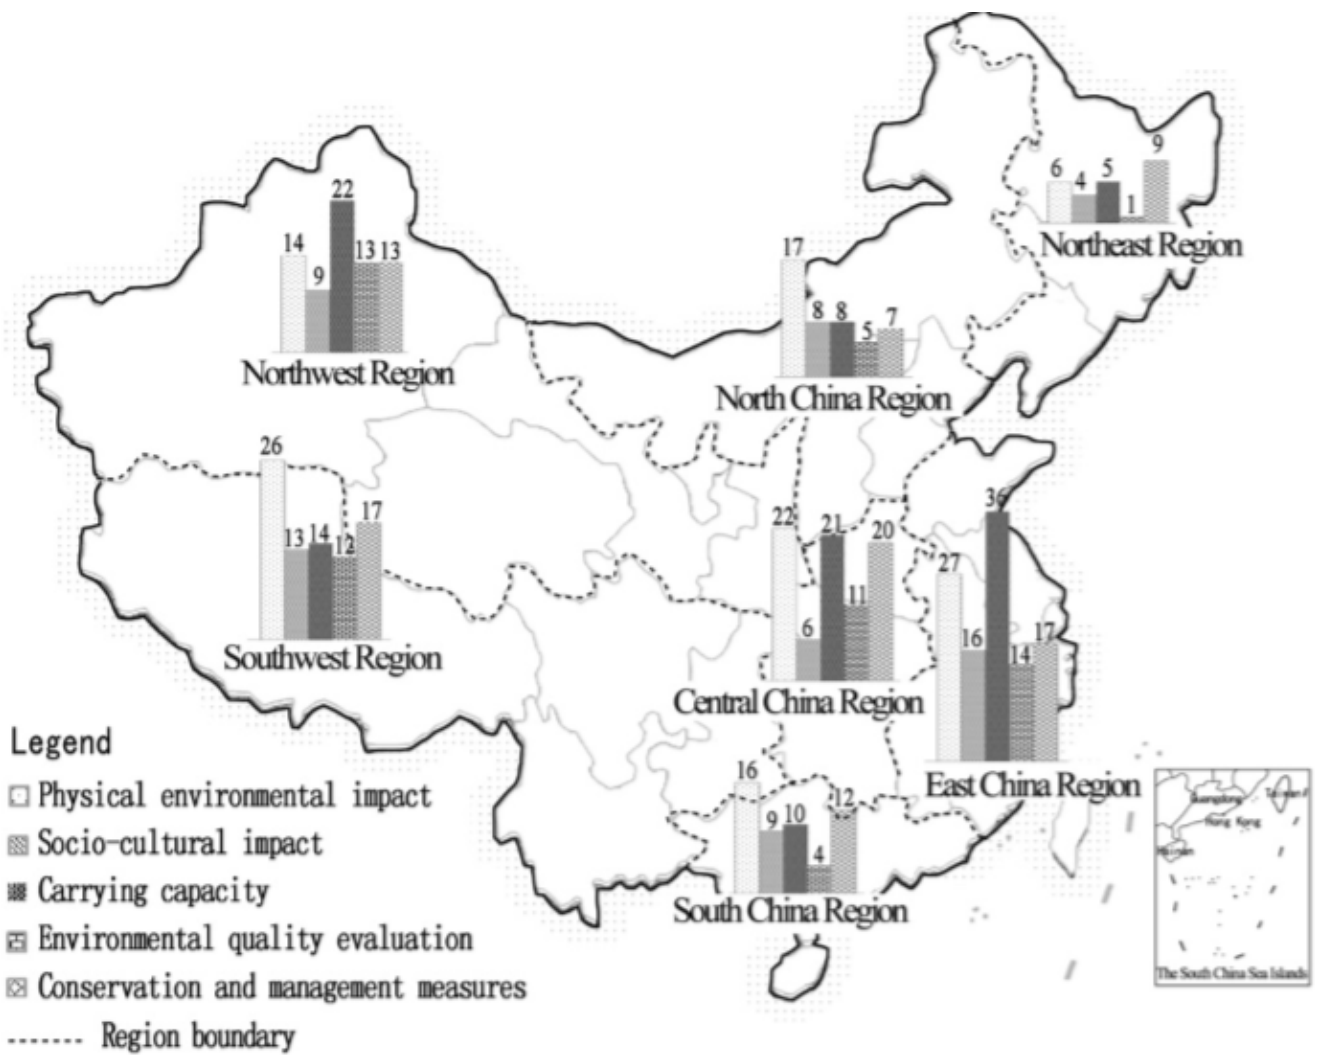 9
6
4
5
1
Northeast Region
22
14
9
13
13
Northwest Region
17
8
8
5
7
North China Region
26
13
14
12
17
Southwest Region
22
6
21
11
20
Central China Region
27
16
36
14
17
East China Region
16
9
10
4
12
South China Region
Legend
Physical environmental impact
Socio-cultural impact
Carrying capacity
Environmental quality evaluation
Conservation and management measures
Region boundary
Guangdong
Taiwan
Hong Kong
Hainan
The South China Sea Islands